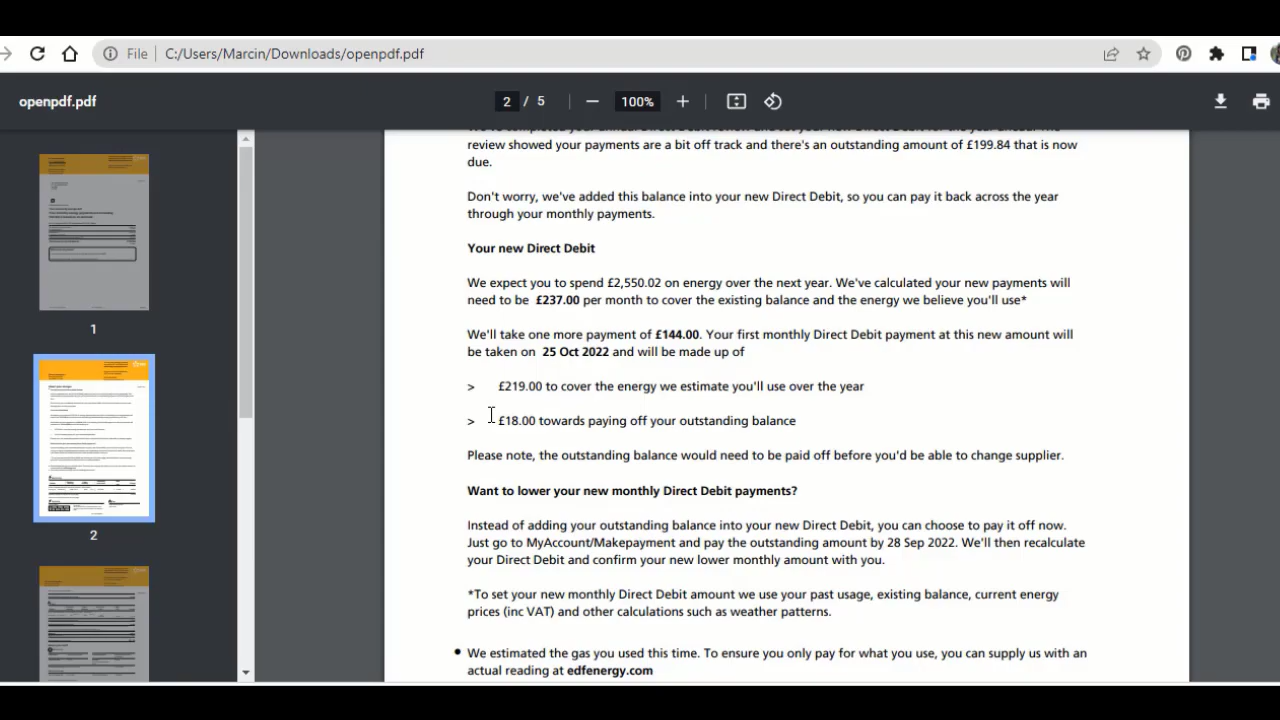 File C:/Users/Marcin/Downloads/openpdf.pdf
openpdf.pdf
2 / 5
100%
1
2
review showed your payments are a bit off track and there's an outstanding amount of £199.84 that is now
due.
Don't worry, we've added this balance into your new Direct Debit, so you can pay it back across the year
through your monthly payments.
Your new Direct Debit
We expect you to spend £2,550.02 on energy over the next year. We've calculated your new payments will
need to be £237.00 per month to cover the existing balance and the energy we believe you'll use*
We'll take one more payment of £144.00. Your first monthly Direct Debit payment at this new amount will
be taken on 25 Oct 2022 and will be made up of
> £219.00 to cover the energy we estimate you'll use over the year
> £18.00 towards paying off your outstanding balance
Please note, the outstanding balance would need to be paid off before you'd be able to change supplier.
Want to lower your new monthly Direct Debit payments?
Instead of adding your outstanding balance into your new Direct Debit, you can choose to pay it off now.
Just go to MyAccount/Makepayment and pay the outstanding amount by 28 Sep 2022. We'll then recalculate
your Direct Debit and confirm your new lower monthly amount with you.
*To set your new monthly Direct Debit amount we use your past usage, existing balance, current energy
prices (inc VAT) and other calculations such as weather patterns.
• We estimated the gas you used this time. To ensure you only pay for what you use, you can supply us with an
actual reading at edfenergy.com